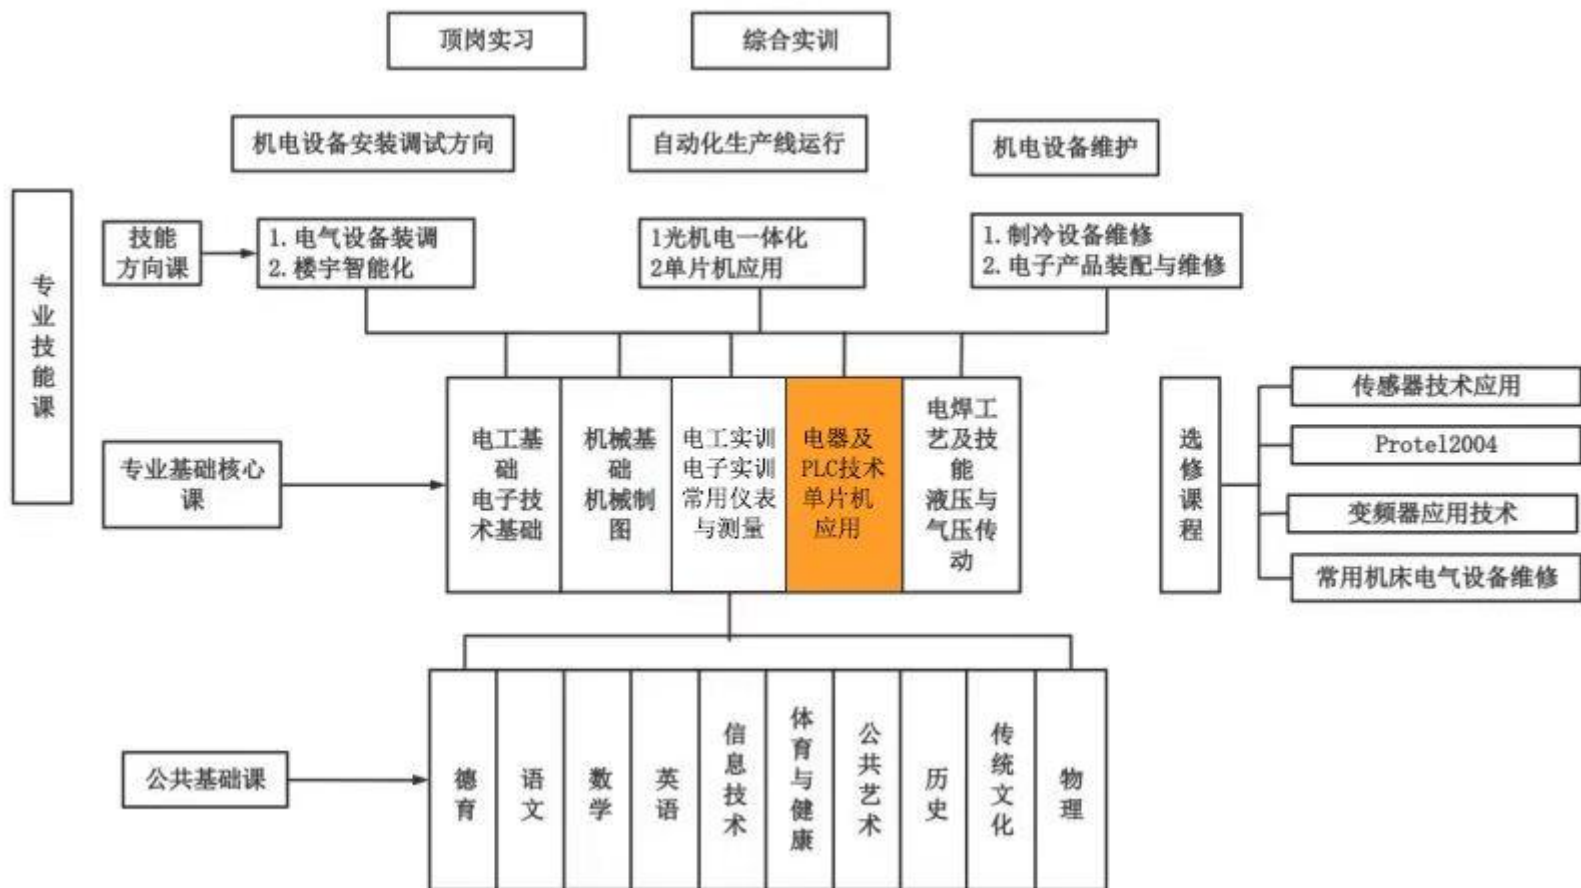 顶岗实习
综合实训
机电设备安装调试方向
自动化生产线运行
机电设备维护
专
业
技
能
课
技能
方向课
1. 电气设备装调
2. 楼宇智能化
1光机电一体化
2单片机应用
1. 制冷设备维修
2. 电子产品装配与维修
专业基础核心
课
电工基
础
电子技
术基础
机械基
础
机械制
图
电工实训
电子实训
常用仪表
与测量
电器及
PLC技术
单片机
应用
电焊工
艺及技
能
液压与
气压传
动
选
修
课
程
传感器技术应用
Protel2004
变频器应用技术
常用机床电气设备维修
公共基础课
德
育
语
文
数
学
英
语
信
息
技
术
体
育
与
健
康
公
共
艺
术
历
史
传
统
文
化
物
理